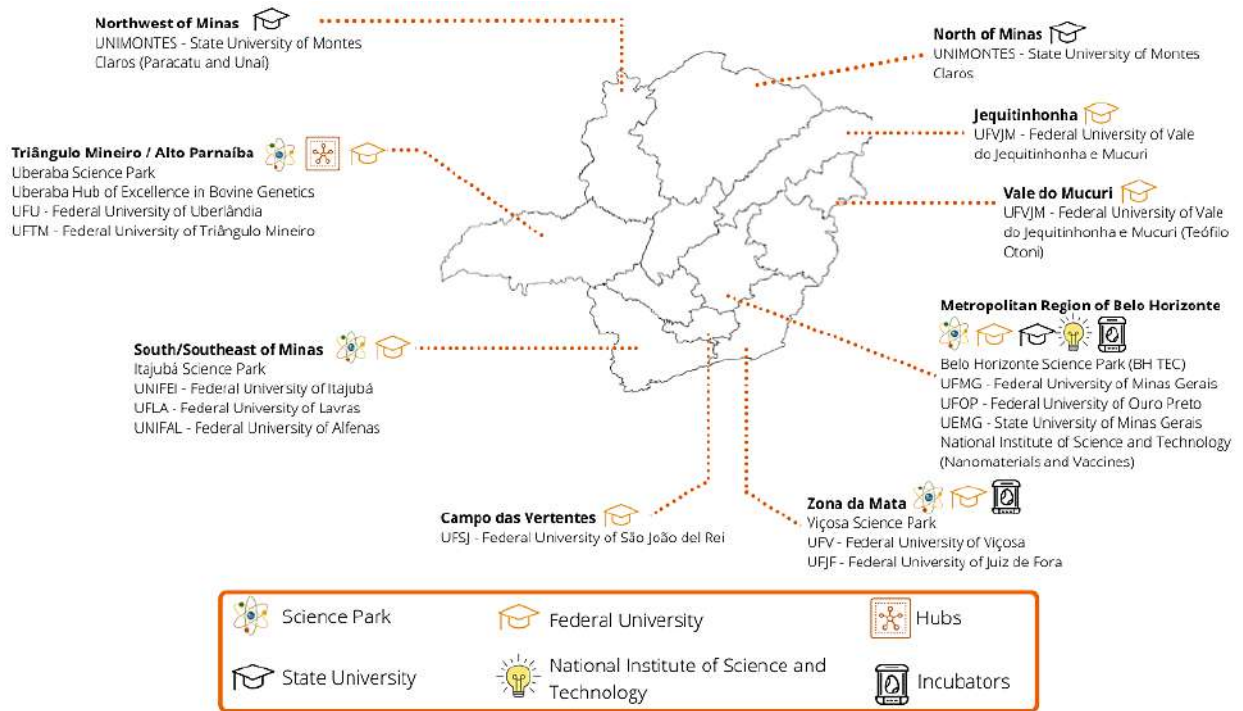 Northwest of Minas
UNIMONTES - State University of Montes
Claros (Paracatu and Unaí)
North of Minas
UNIMONTES - State University of Montes
Claros
Jequitinhonha
UFVJM - Federal University of Vale
do Jequitinhonha e Mucuri
Triângulo Mineiro / Alto Parnaíba
Uberaba Science Park
Uberaba Hub of Excellence in Bovine Genetics
UFU - Federal University of Uberlândia
UFTM - Federal University of Triângulo Mineiro
Vale do Mucuri
UFVJM - Federal University of Vale
do Jequitinhonha e Mucuri (Teófilo
Otoni)
Metropolitan Region of Belo Horizonte
Belo Horizonte Science Park (BH TEC)
UFMG - Federal University of Minas Gerais
UFOP - Federal University of Ouro Preto
UEMG - State University of Minas Gerais
National Institute of Science and Technology
(Nanomaterials and Vaccines)
South/Southeast of Minas
Itajubá Science Park
UNIFEI - Federal University of Itajubá
UFLA - Federal University of Lavras
UNIFAL - Federal University of Alfenas
Campo das Vertentes
UFSJ - Federal University of São João del Rei
Zona da Mata
Viçosa Science Park
UFV - Federal University of Viçosa
UFJF - Federal University of Juiz de Fora
Science Park
Federal University
Hubs
State University
National Institute of Science and
Technology
Incubators